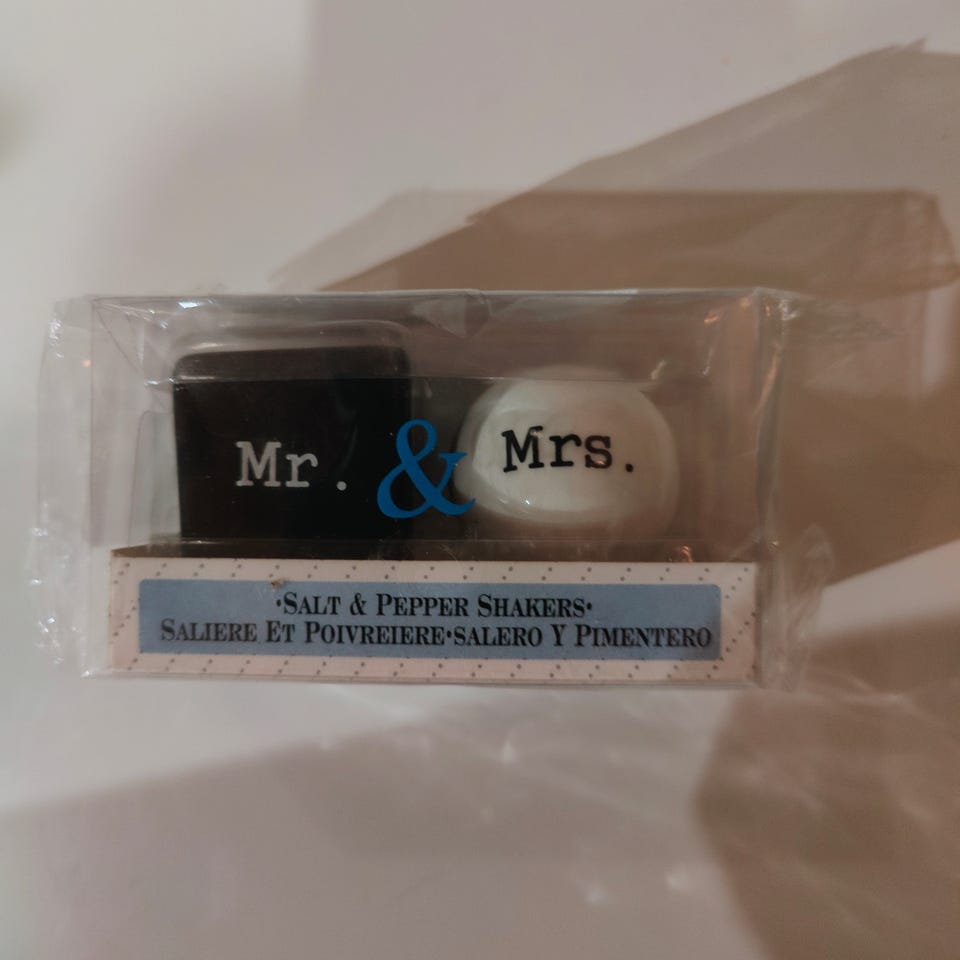 Mr. & Mrs.
·SALT & PEPPER SHAKERS·
SALIERE ET POIVREIERE·SALERO Y PIMENTERO